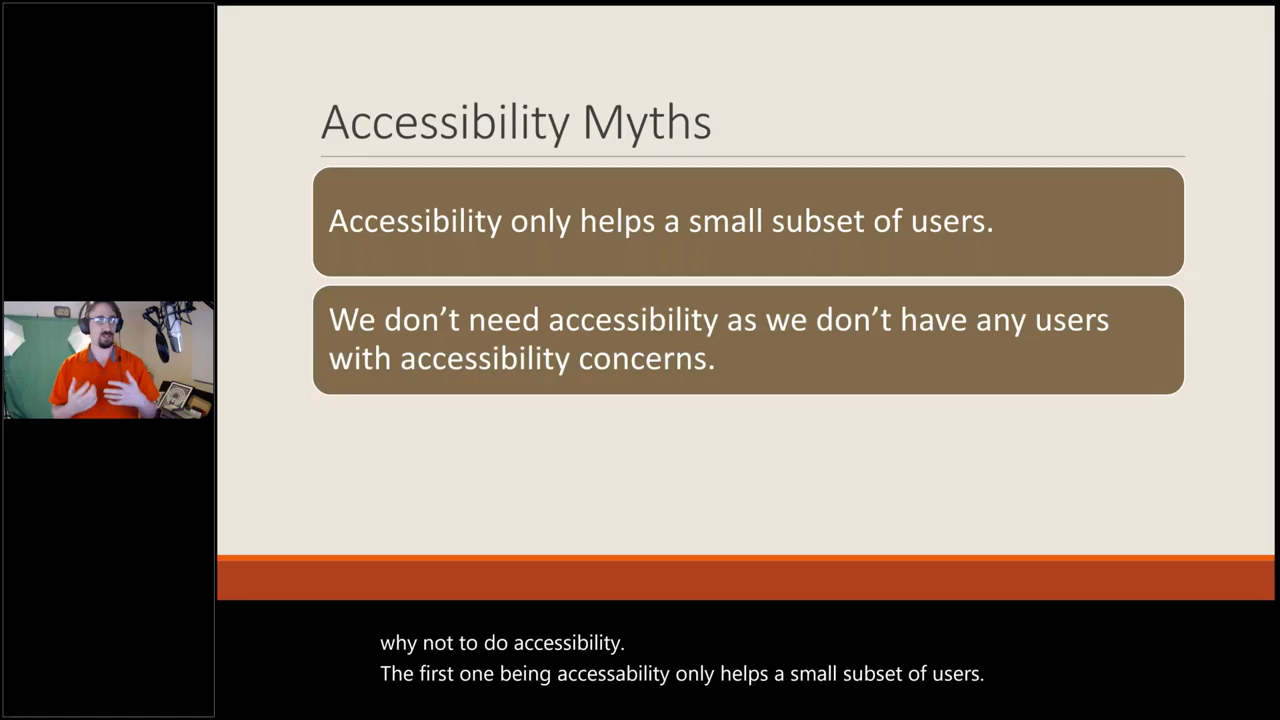 Accessibility Myths
Accessibility only helps a small subset of users.
We don’t need accessibility as we don’t have any users
with accessibility concerns.
why not to do accessibility.
The first one being accessability only helps a small subset of users.